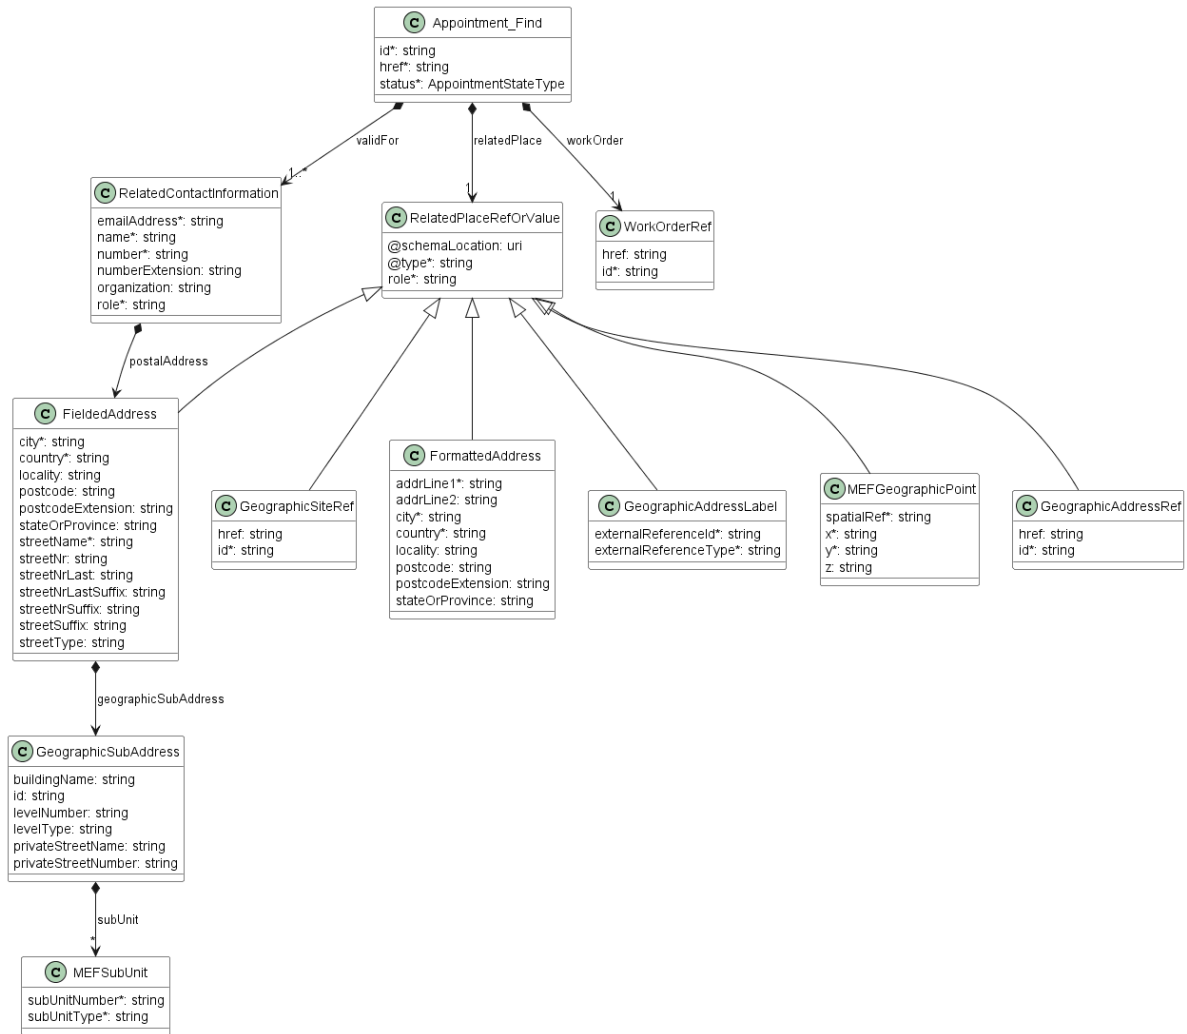 C Appointment_Find
id*: string
href*: string
status*: AppointmentStateType
validFor
relatedPlace
workOrder
1..*
1
1
C RelatedContactInformation
emailAddress*: string
name*: string
number*: string
numberExtension: string
organization: string
role*: string
C RelatedPlaceRefOrValue
@schemaLocation: uri
@type*: string
role*: string
C WorkOrderRef
href: string
id*: string
postalAddress
C FieldedAddress
city*: string
country*: string
locality: string
postcode: string
postcodeExtension: string
stateOrProvince: string
streetName*: string
streetNr: string
streetNrLast: string
streetNrLastSuffix: string
streetNrSuffix: string
streetSuffix: string
streetType: string
C GeographicSiteRef
href: string
id*: string
C FormattedAddress
addrLine1*: string
addrLine2: string
city*: string
country*: string
locality: string
postcode: string
postcodeExtension: string
stateOrProvince: string
C GeographicAddressLabel
externalReferenceId*: string
externalReferenceType*: string
C MEFGeographicPoint
spatialRef*: string
x*: string
y*: string
z: string
C GeographicAddressRef
href: string
id*: string
geographicSubAddress
C GeographicSubAddress
buildingName: string
id: string
levelNumber: string
levelType: string
privateStreetName: string
privateStreetNumber: string
subUnit
*
C MEFSubUnit
subUnitNumber*: string
subUnitType*: string